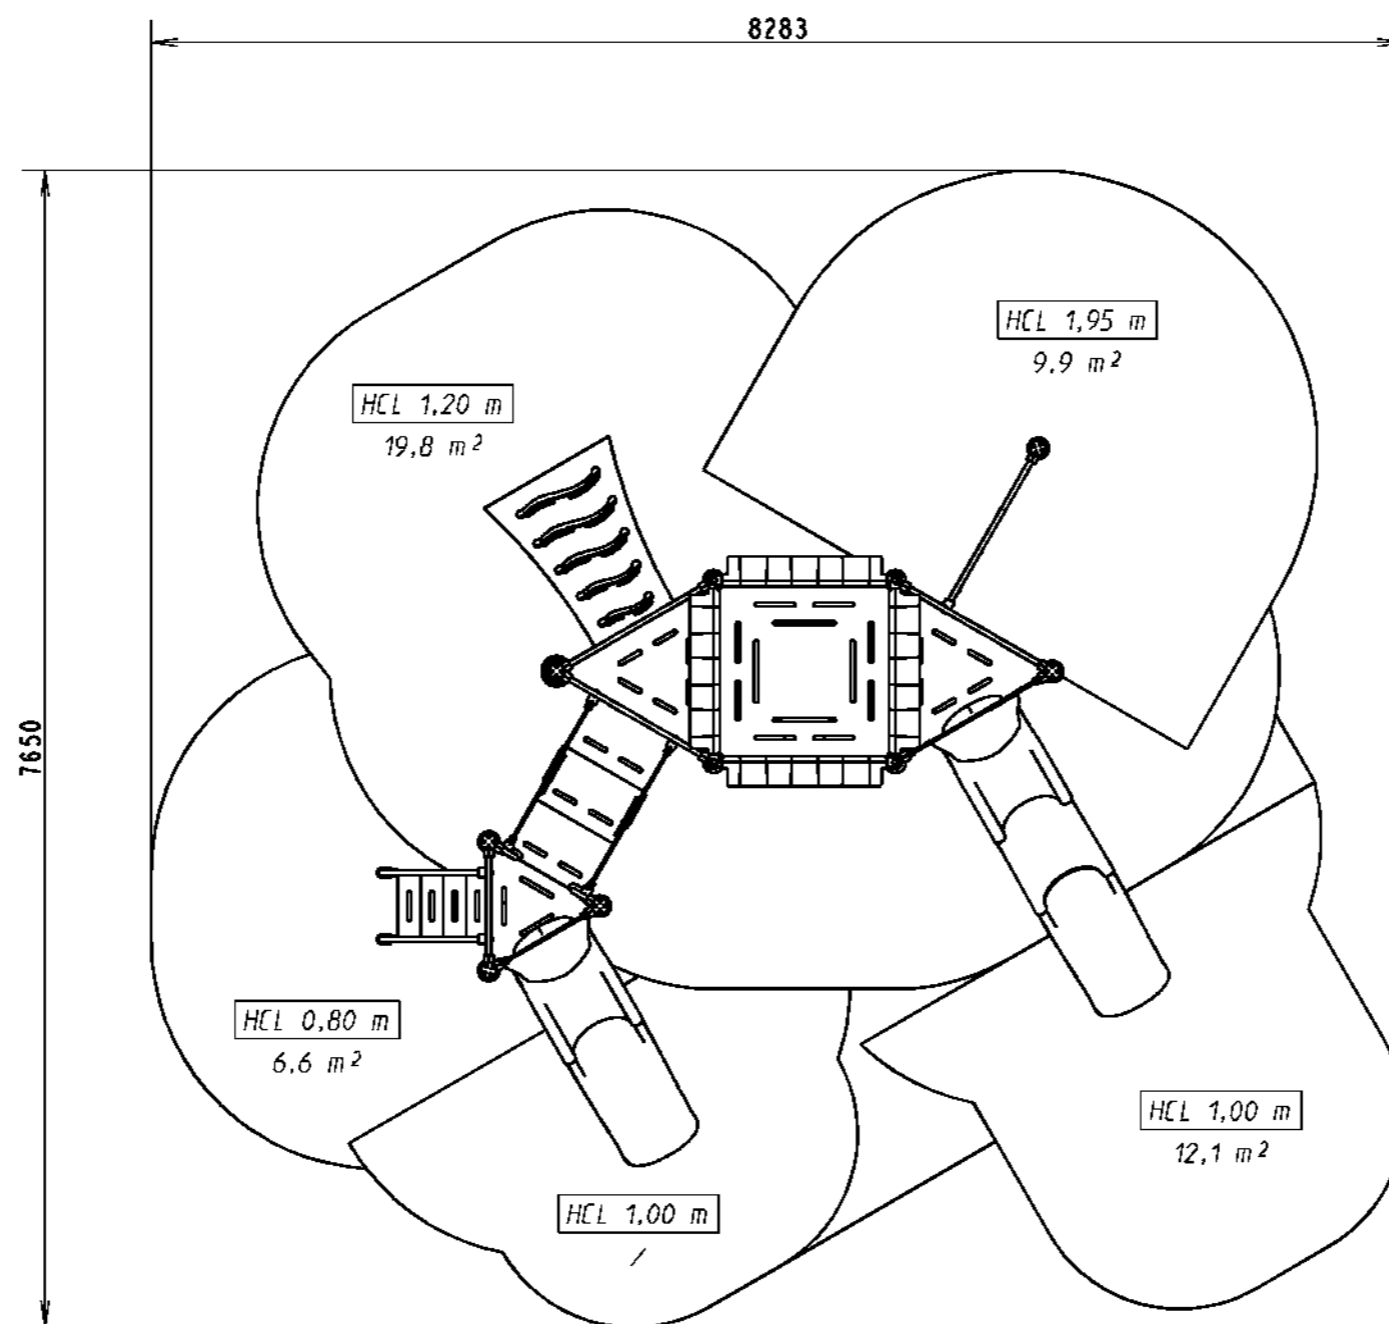 8283
HCL 1,95 m
9.9 m²
HCL 1,20 m
19,8 m²
7650
HCL 0,80 m
6.6 m²
HCL 1,00 m
12,1 m²
HCL 1,00 m
/